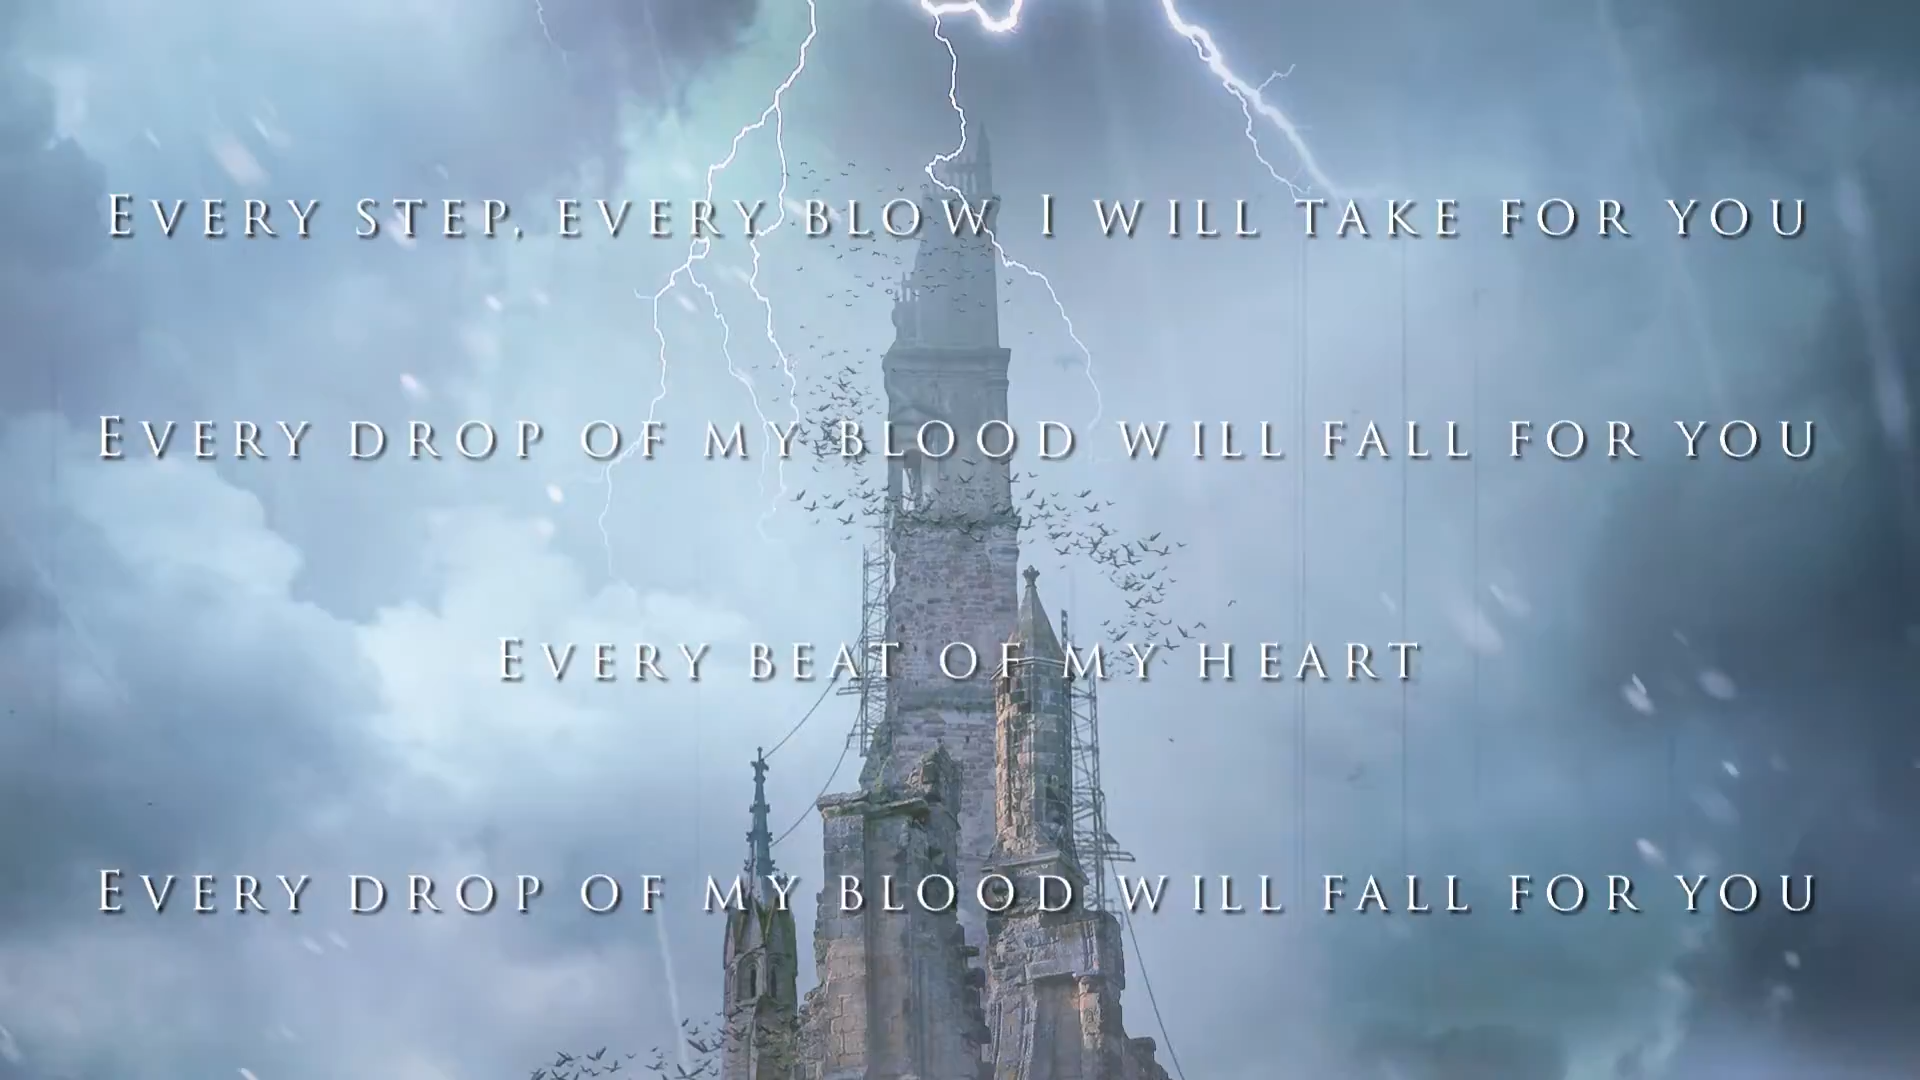 Every step, every blow I will take for you
Every drop of my blood will fall for you
Every beat of my heart
Every drop of my blood will fall for you